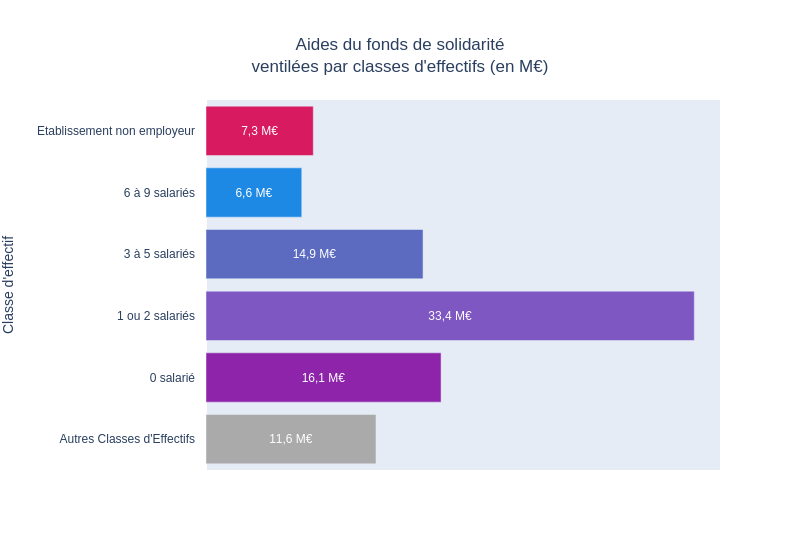 Aides du fonds de solidarité
ventilées par classes d'effectifs (en M€)
Classe d'effectif
Etablissement non employeur
7,3 M€
6 à 9 salariés
6,6 M€
3 à 5 salariés
14,9 M€
1 ou 2 salariés
33,4 M€
0 salarié
16,1 M€
Autres Classes d'Effectifs
11,6 M€